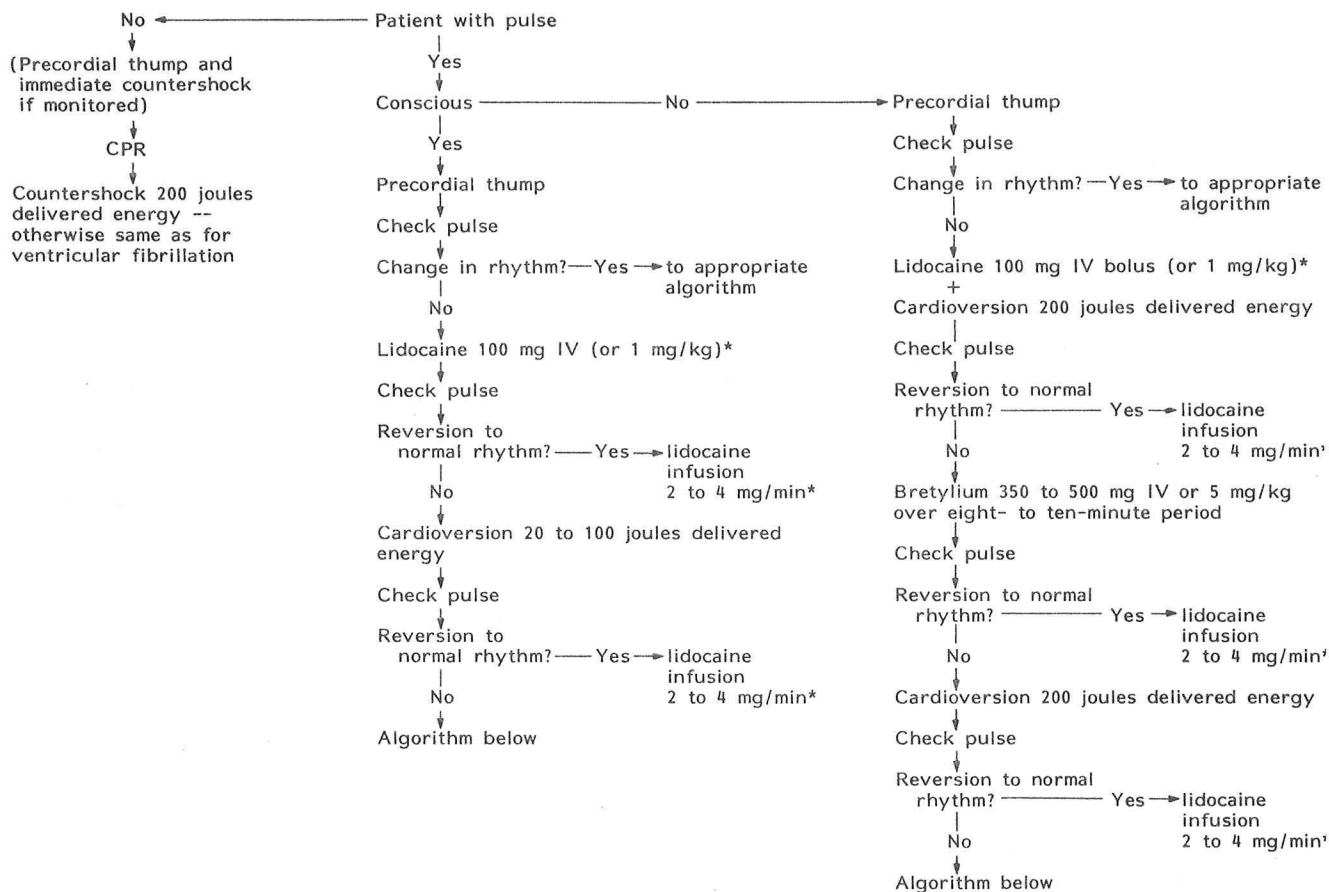 No
Patient with pulse
(Precordial thump and
immediate countershock
if monitored)
CPR
Countershock 200 joules
delivered energy --
otherwise same as for
ventricular fibrillation
Yes
Conscious
No
Yes
Precordial thump
Check pulse
Change in rhythm? Yes to appropriate
algorithm
No
Lidocaine 100 mg IV (or 1 mg/kg)*
Check pulse
Reversion to
normal rhythm? Yes lidocaine
infusion
2 to 4 mg/min*
No
Cardioversion 20 to 100 joules delivered
energy
Check pulse
Reversion to
normal rhythm? Yes lidocaine
infusion
2 to 4 mg/min*
No
Algorithm below
Precordial thump
Check pulse
Change in rhythm? Yes to appropriate
algorithm
No
Lidocaine 100 mg IV bolus (or 1 mg/kg)*
+
Cardioversion 200 joules delivered energy
Check pulse
Reversion to normal
rhythm? Yes lidocaine
infusion
2 to 4 mg/min
No
Bretylium 350 to 500 mg IV or 5 mg/kg
over eight- to ten-minute period
Check pulse
Reversion to normal
rhythm? Yes lidocaine
infusion
2 to 4 mg/min
No
Cardioversion 200 joules delivered energy
Check pulse
Reversion to normal
rhythm? Yes lidocaine
infusion
2 to 4 mg/min
No
Algorithm below